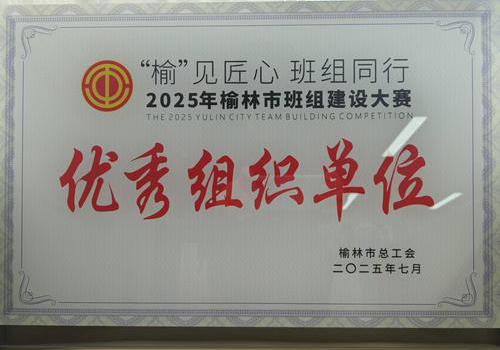 “榆”见匠心 班组同行
2025年榆林市班组建设大赛
THE 2025 YULIN CITY TEAM BUILDING COMPETITION
优秀组织单位
榆林市总工会
二〇二五年七月